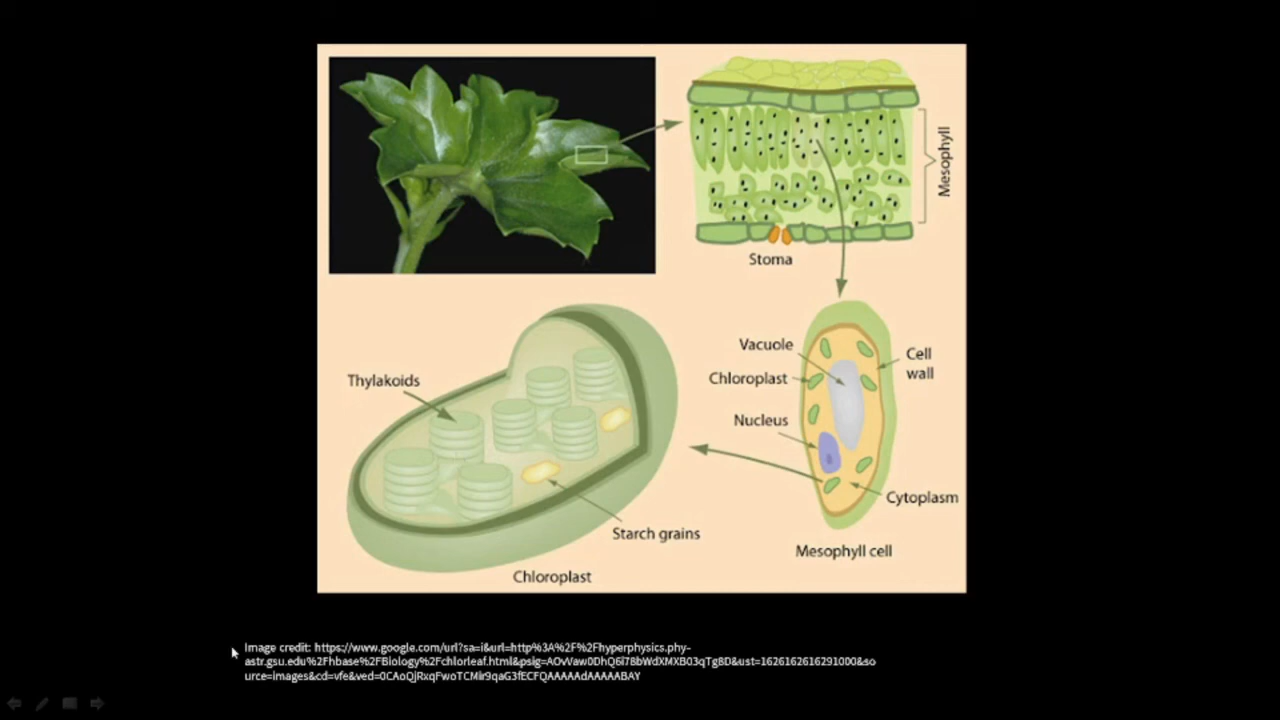 Mesophyll
Stoma
Vacuole
Cell
wall
Chloroplast
Thylakoids
Nucleus
Cytoplasm
Starch grains
Mesophyll cell
Chloroplast
Image credit: https://www.google.com/url?sa=i&url=http%3A%2F%2Fhyperphysics.phy-
astr.gsu.edu%2Fhbase%2FBiology%2Fchlorleaf.html&psig=AOvVaw0DhQ6i78bWdXMXB03qTg8D&ust=1626162616291000&so
urce=images&cd=vfe&ved=0CAoQjRxqFwoTCMir9qaG3fECFQAAAAAdAAAAABAY